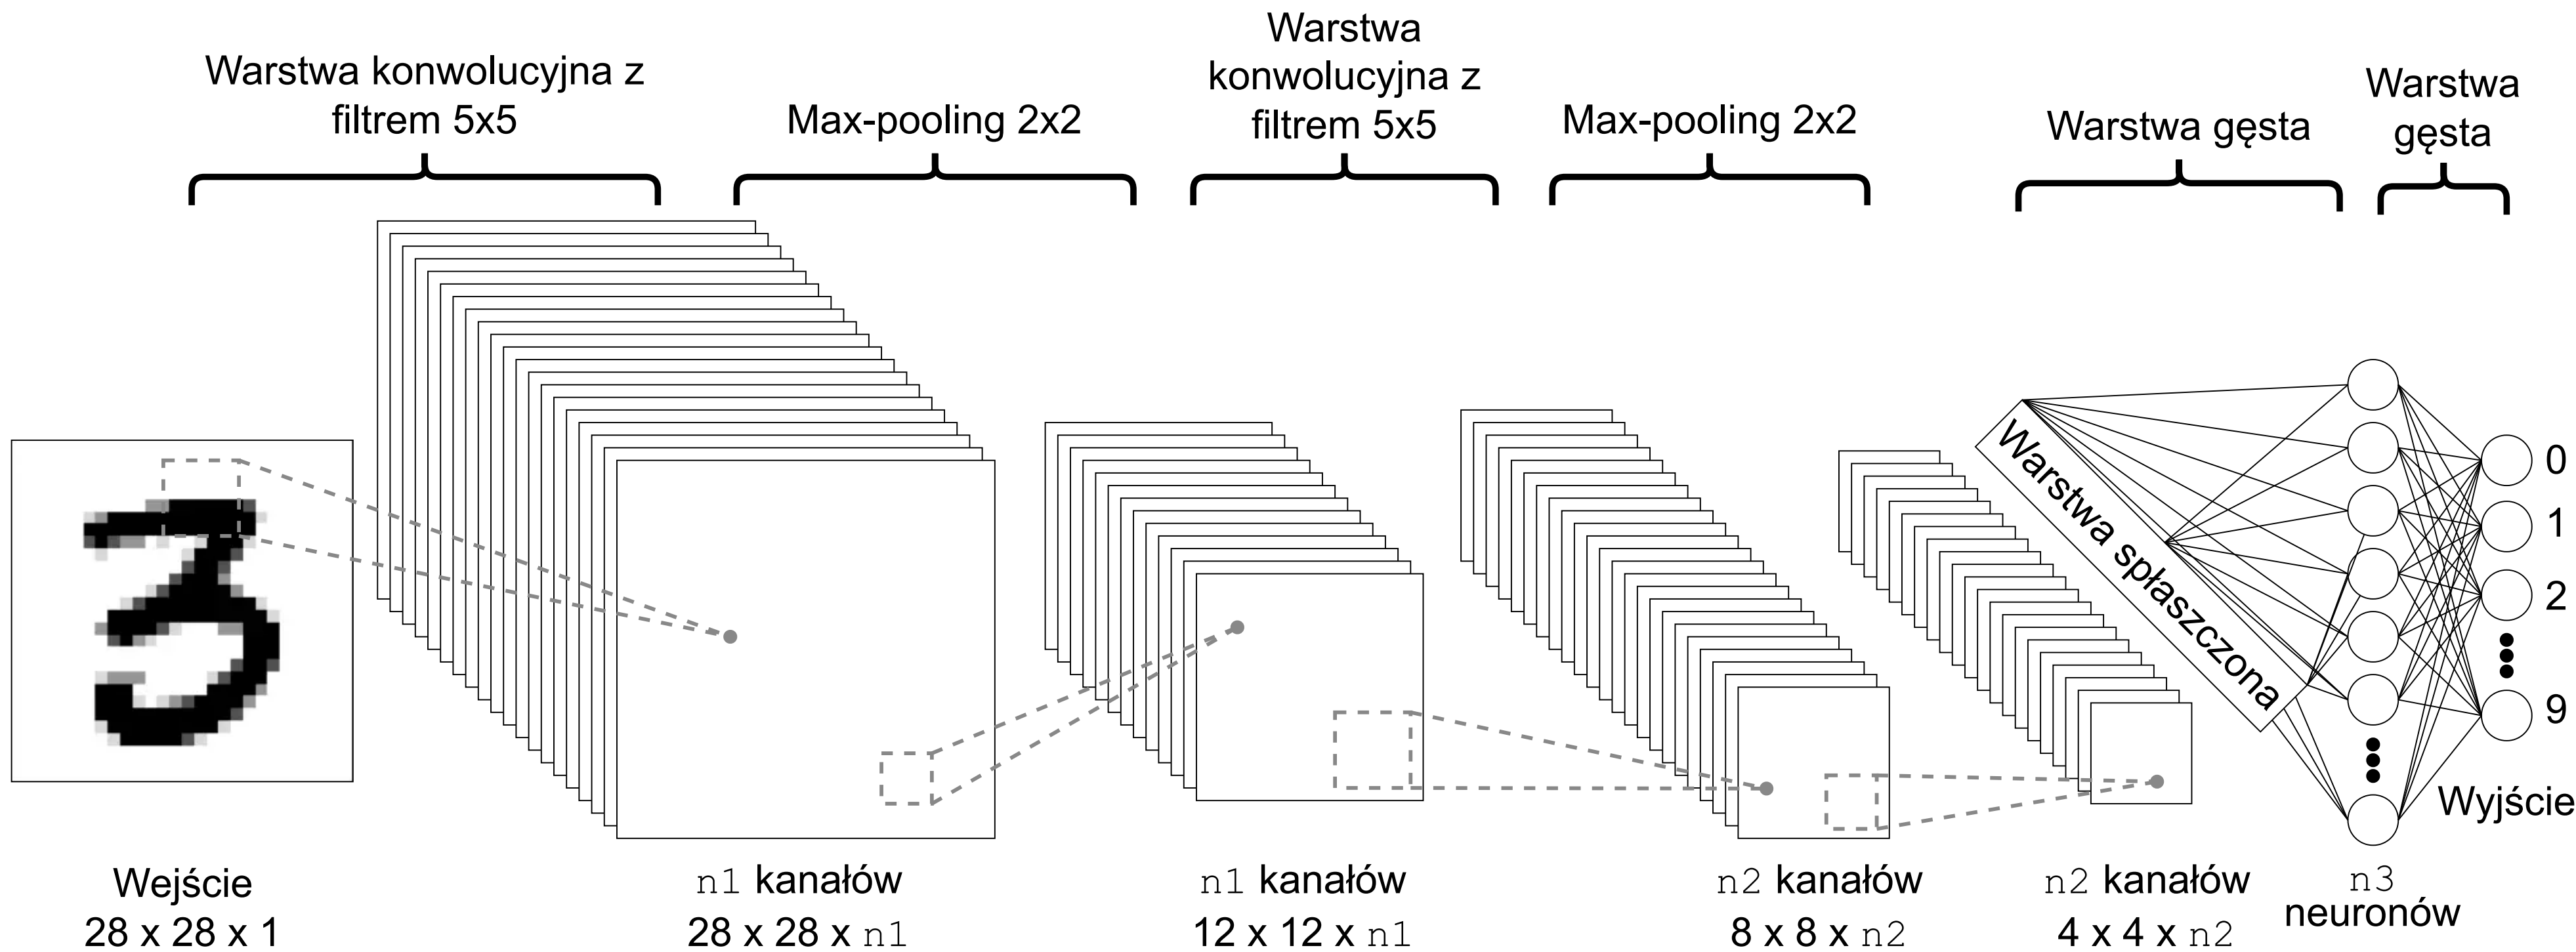 Warstwa konwolucyjna z
filtrem 5x5
Max-pooling 2x2
Warstwa
konwolucyjna z
filtrem 5x5
Max-pooling 2x2
Warstwa gęsta
Warstwa
gęsta
Warstwa spłaszczona
0
1
2
9
Wyjście
Wejście
28 x 28 x 1
n1 kanałów
28 x 28 x n1
n1 kanałów
12 x 12 x n1
n2 kanałów
8 x 8 x n2
n2 kanałów
4 x 4 x n2
n3
neuronów